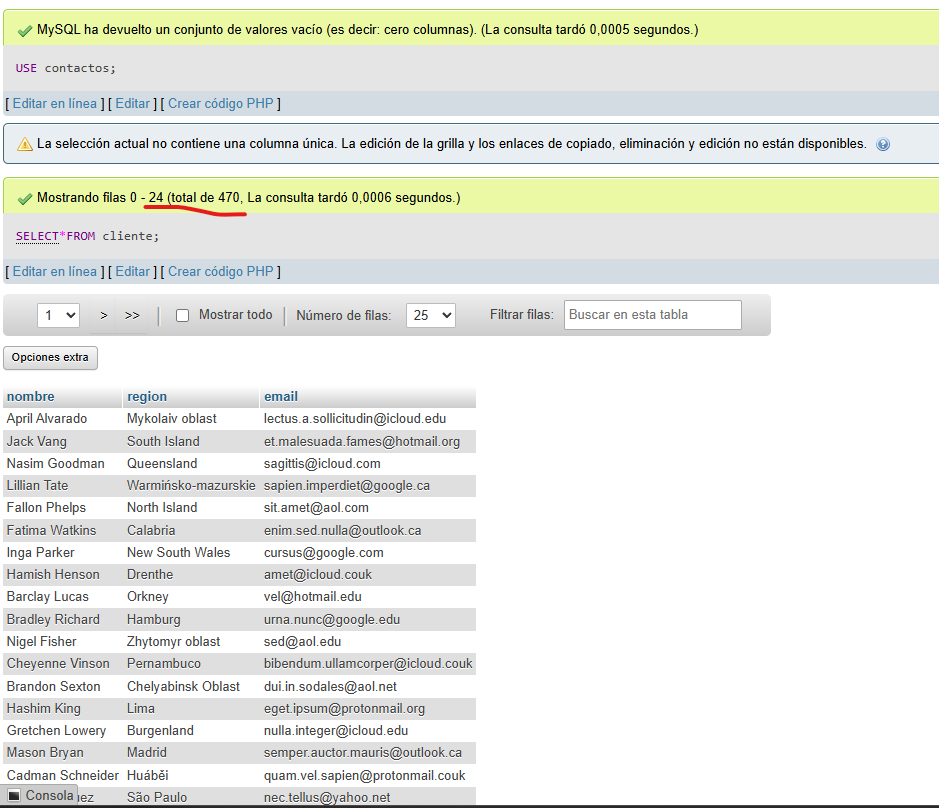 MySQL ha devuelto un conjunto de valores vacío (es decir: cero columnas). (La consulta tardó 0,0005 segundos.)
USE contactos;
[ Editar en línea ] [ Editar ] [ Crear código PHP ]
La selección actual no contiene una columna única. La edición de la grilla y los enlaces de copiado, eliminación y edición no están disponibles.
Mostrando filas 0 - 24 (total de 470, La consulta tardó 0,0006 segundos.)
SELECT*FROM cliente;
[ Editar en línea ] [ Editar ] [ Crear código PHP ]
1 > >> Mostrar todo Número de filas: 25 Filtrar filas: Buscar en esta tabla
Opciones extra
nombre region email
April Alvarado Mykolaiv oblast lectus.a.sollicitudin@icloud.edu
Jack Vang South Island et.malesuada.fames@hotmail.org
Nasim Goodman Queensland sagittis@icloud.com
Lillian Tate Warmińsko-mazurskie sapien.imperdiet@google.ca
Fallon Phelps North Island sit.amet@aol.com
Fatima Watkins Calabria enim.sed.nulla@outlook.ca
Inga Parker New South Wales cursus@google.com
Hamish Henson Drenthe amet@icloud.couk
Barclay Lucas Orkney vel@hotmail.edu
Bradley Richard Hamburg urna.nunc@google.edu
Nigel Fisher Zhytomyr oblast sed@aol.edu
Cheyenne Vinson Pernambuco bibendum.ullamcorper@icloud.couk
Brandon Sexton Chelyabinsk Oblast dui.in.sodales@aol.net
Hashim King Lima eget.ipsum@protonmail.org
Gretchen Lowery Burgenland nulla.integer@icloud.edu
Mason Bryan Madrid semper.auctor.mauris@outlook.ca
Cadman Schneider Huáběi quam.vel.sapien@protonmail.couk
Consola São Paulo nec.tellus@yahoo.net